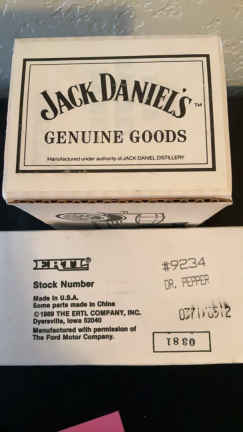 JACK DANIEL'S™
GENUINE GOODS
Manufactured under authority of JACK DANIEL DISTILLERY
ERTL®
#9234
Stock Number
DR. PEPPER
Made in U.S.A.
Some parts made in China
©1989 THE ERTL COMPANY, INC.
Dyersville, Iowa 52040
Manufactured with permission of
The Ford Motor Company.
0381